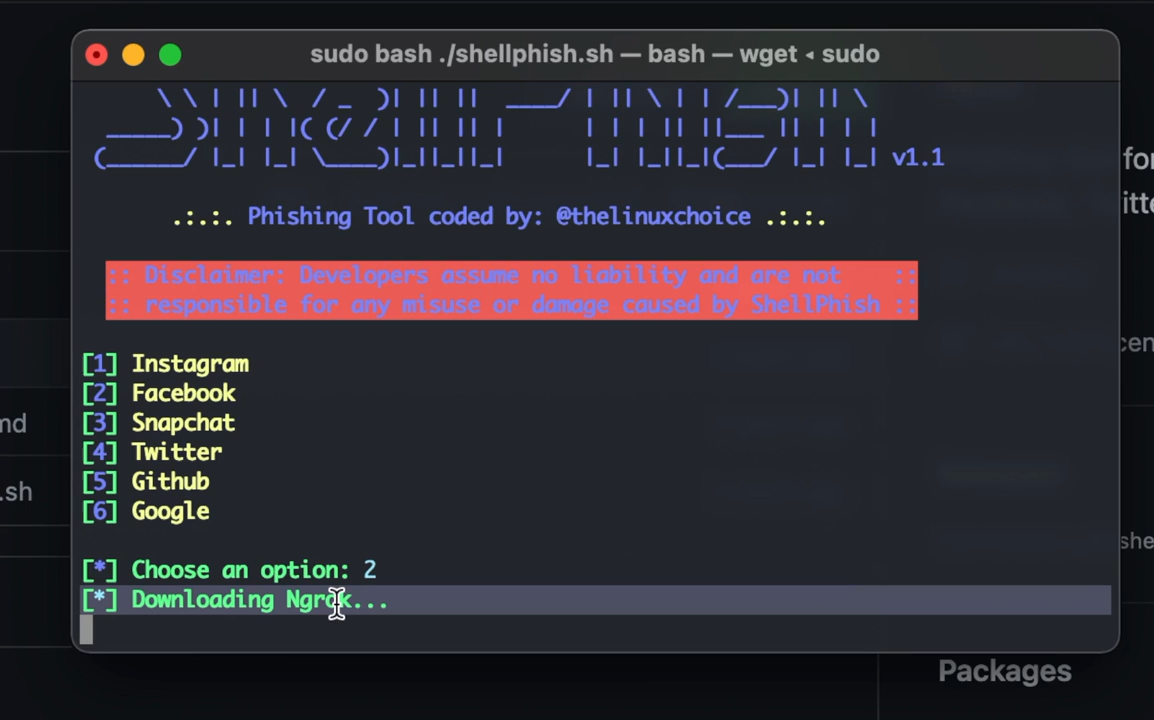 sudo bash ./shellphish.sh — bash — wget ◂ sudo
v1.1
.:.:. Phishing Tool coded by: @thelinuxchoice .:.:.
:: Disclaimer: Developers assume no liability and are not ::
:: responsible for any misuse or damage caused by ShellPhish ::
[1] Instagram
[2] Facebook
[3] Snapchat
[4] Twitter
[5] Github
[6] Google
[*] Choose an option: 2
[*] Downloading Ngrok...
.sh
Packages